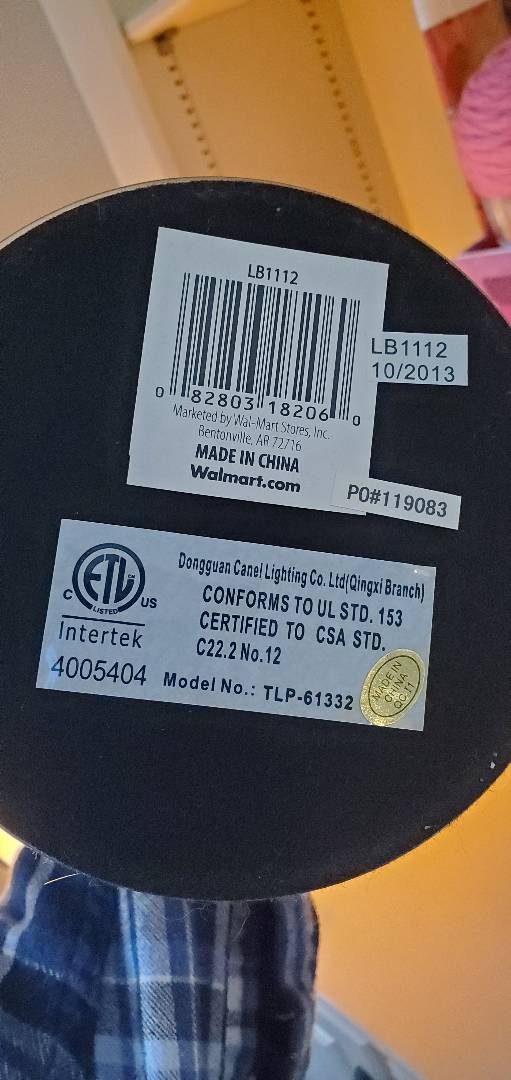 LB1112
0 82803 18206 0
Marketed by Wal-Mart Stores, Inc.
Bentonville, AR 72716
MADE IN CHINA
Walmart.com
LB1112
10/2013
PO#119083
ETL
LISTED
C US
Intertek
4005404
Dongguan Canel Lighting Co. Ltd(Qingxi Branch)
CONFORMS TO UL STD. 153
CERTIFIED TO CSA STD.
C22.2 No.12
Model No.: TLP-61332
MADE IN
CHINA
QC11